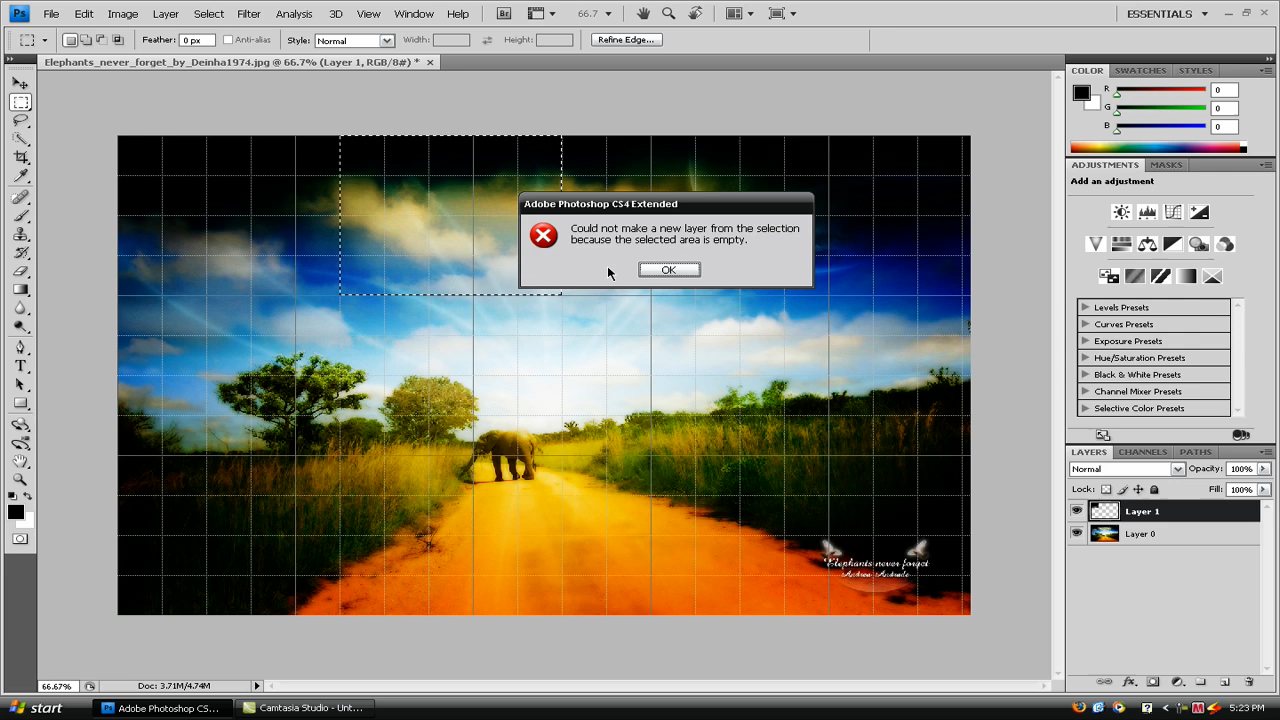 Ps File Edit Image Layer Select Filter Analysis 3D View Window Help Br 66.7 ESSENTIALS
Feather: 0 px Anti-alias Style: Normal Width: Height: Refine Edge...
Elephants_never_forget_by_Deinha1974.jpg @ 66.7% (Layer 1, RGB/8#) *
COLOR SWATCHES STYLES
R 0
G 0
B 0
ADJUSTMENTS MASKS
Add an adjustment
Adobe Photoshop CS4 Extended
Could not make a new layer from the selection
because the selected area is empty.
OK
Levels Presets
Curves Presets
Exposure Presets
Hue/Saturation Presets
Black & White Presets
Channel Mixer Presets
Selective Color Presets
LAYERS CHANNELS PATHS
Normal Opacity: 100%
Lock: Fill: 100%
Layer 1
Layer 0
Elephants never forget
Andrea Andrade
66.67% Doc: 3.71M/4.74M
start Ps Adobe Photoshop CS... Camtasia Studio - Unt... 5:23 PM